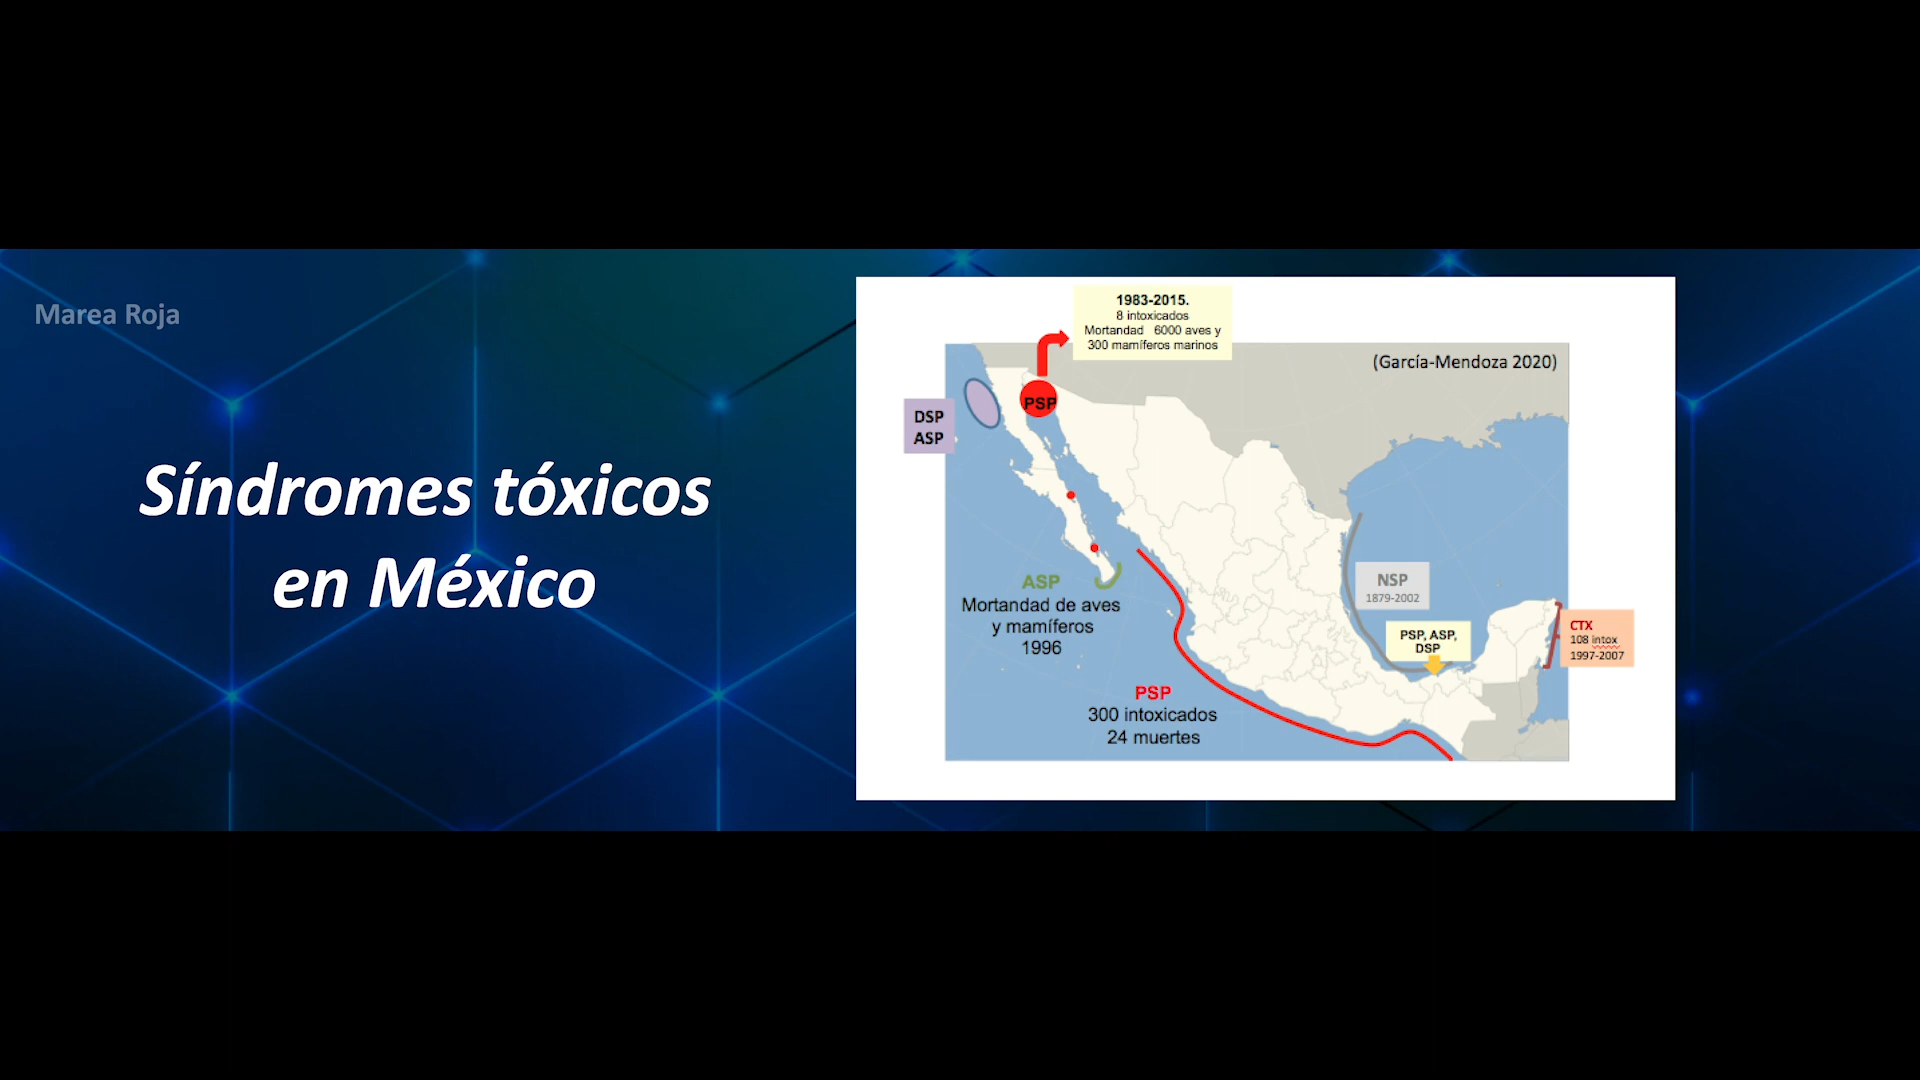 Marea Roja
Síndromes tóxicos
en México
1983-2015.
8 intoxicados
Mortandad 6000 aves y
300 mamíferos marinos
(García-Mendoza 2020)
PSP
DSP
ASP
ASP
Mortandad de aves
y mamíferos
1996
PSP
300 intoxicados
24 muertes
NSP
1879-2002
PSP, ASP,
DSP
CTX
108 intox
1997-2007